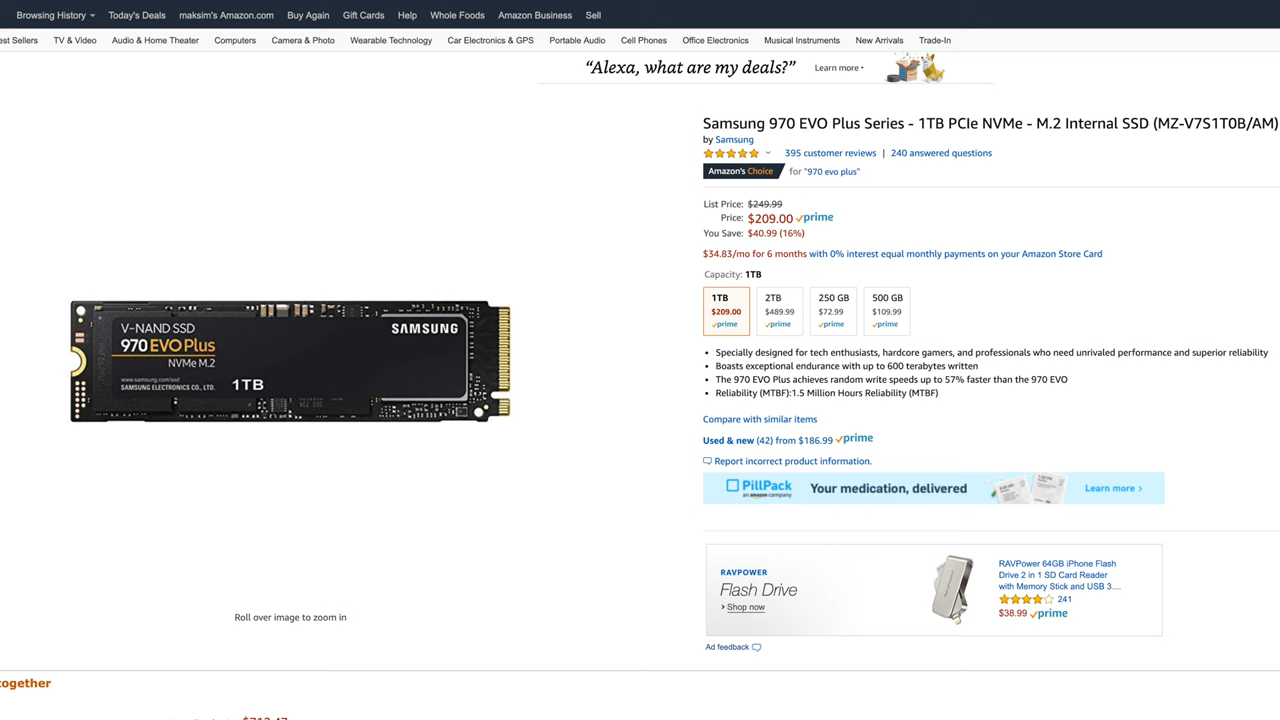 Browsing History
Today's Deals
maksim's Amazon.com
Buy Again
Gift Cards
Help
Whole Foods
Amazon Business
Sell
est Sellers
TV & Video
Audio & Home Theater
Computers
Camera & Photo
Wearable Technology
Car Electronics & GPS
Portable Audio
Cell Phones
Office Electronics
Musical Instruments
New Arrivals
Trade-In
“Alexa, what are my deals?”
Learn more
Samsung 970 EVO Plus Series - 1TB PCIe NVMe - M.2 Internal SSD (MZ-V7S1T0B/AM)
by Samsung
395 customer reviews | 240 answered questions
Amazon's Choice for "970 evo plus"
List Price: $249.99
Price: $209.00 prime
You Save: $40.99 (16%)
$34.83/mo for 6 months with 0% interest equal monthly payments on your Amazon Store Card
Capacity: 1TB
1TB
$209.00
prime
2TB
$489.99
prime
250 GB
$72.99
prime
500 GB
$109.99
prime
V-NAND SSD
970 EVO Plus
NVMe M.2
www.samsung.com/ssd
SAMSUNG ELECTRONICS CO., LTD.
1TB
SAMSUNG
• Specially designed for tech enthusiasts, hardcore gamers, and professionals who need unrivaled performance and superior reliability
• Boasts exceptional endurance with up to 600 terabytes written
• The 970 EVO Plus achieves random write speeds up to 57% faster than the 970 EVO
• Reliability (MTBF):1.5 Million Hours Reliability (MTBF)
Compare with similar items
Used & new (42) from $186.99 prime
Report incorrect product information.
PillPack
an amazon company
Your medication, delivered
Learn more >
RAVPOWER
Flash Drive
› Shop now
RAVPower 64GB iPhone Flash
Drive 2 in 1 SD Card Reader
with Memory Stick and USB 3....
241
$38.99 prime
Roll over image to zoom in
Ad feedback
together